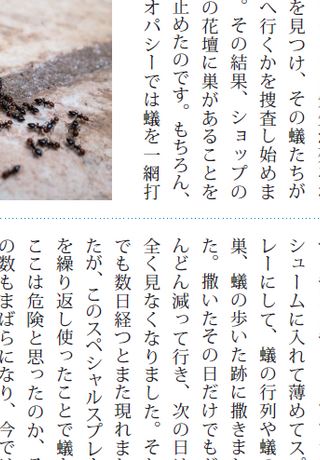 を見つけ、その蟻たちが
へ行くかを捜査し始めま
。その結果、ショップの
の花壇に巣があることを
止めたのです。もちろん、
オパシーでは蟻を一網打
シュームに入れて薄めてス
レーにして、蟻の行列や蟻の
巣、蟻の歩いた跡に撒きま
た。撒いたその日だけでもど
んどん減って行き、次の日
全く見なくなりました。それ
でも数日経つとまた現れま
たが、このスペシャルスプレ
を繰り返し使ったことで蟻
ここは危険と思ったのか、
の数もまばらになり、今で